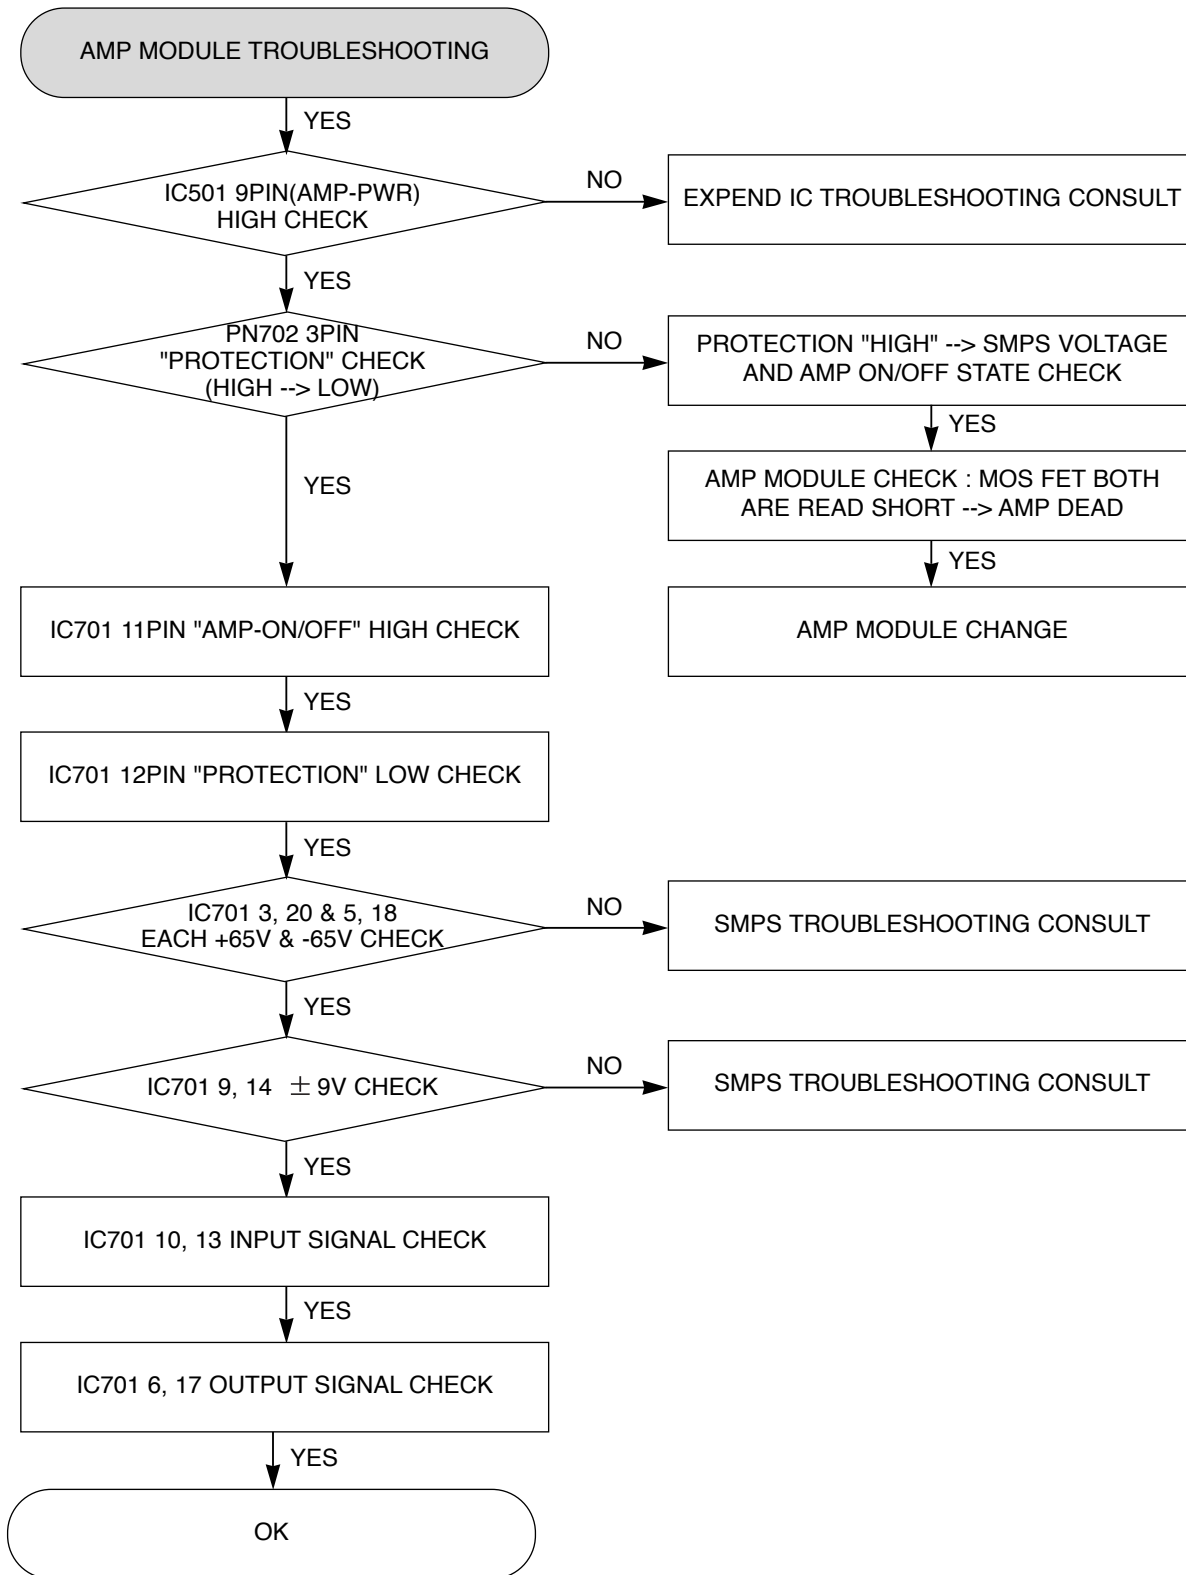 AMP MODULE TROUBLESHOOTING
YES
IC501 9PIN(AMP-PWR)
HIGH CHECK
NO
EXPEND IC TROUBLESHOOTING CONSULT
YES
PN702 3PIN
"PROTECTION" CHECK
(HIGH --> LOW)
NO
PROTECTION "HIGH" --> SMPS VOLTAGE
AND AMP ON/OFF STATE CHECK
YES
AMP MODULE CHECK : MOS FET BOTH
ARE READ SHORT --> AMP DEAD
YES
AMP MODULE CHANGE
YES
IC701 11PIN "AMP-ON/OFF" HIGH CHECK
YES
IC701 12PIN "PROTECTION" LOW CHECK
YES
IC701 3, 20 & 5, 18
EACH +65V & -65V CHECK
NO
SMPS TROUBLESHOOTING CONSULT
YES
IC701 9, 14 ± 9V CHECK
NO
SMPS TROUBLESHOOTING CONSULT
YES
IC701 10, 13 INPUT SIGNAL CHECK
YES
IC701 6, 17 OUTPUT SIGNAL CHECK
YES
OK